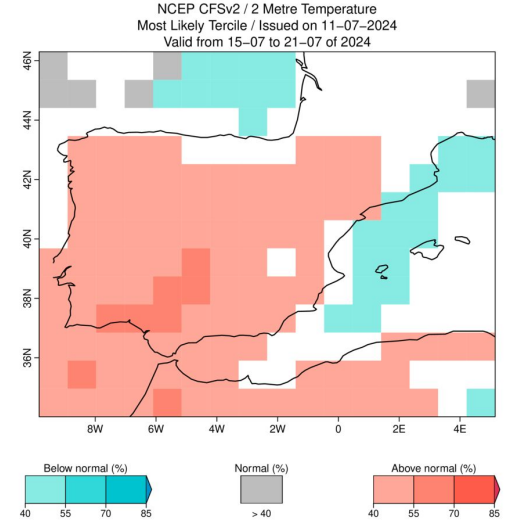 NCEP CFSv2 / 2 Metre Temperature
Most Likely Tercile / Issued on 11−07−2024
Valid from 15−07 to 21−07 of 2024
46N
44N
42N
40N
38N
36N
8W 6W 4W 2W 0 2E 4E
Below normal (%) Normal (%) Above normal (%)
40 55 70 85 > 40 40 55 70 85